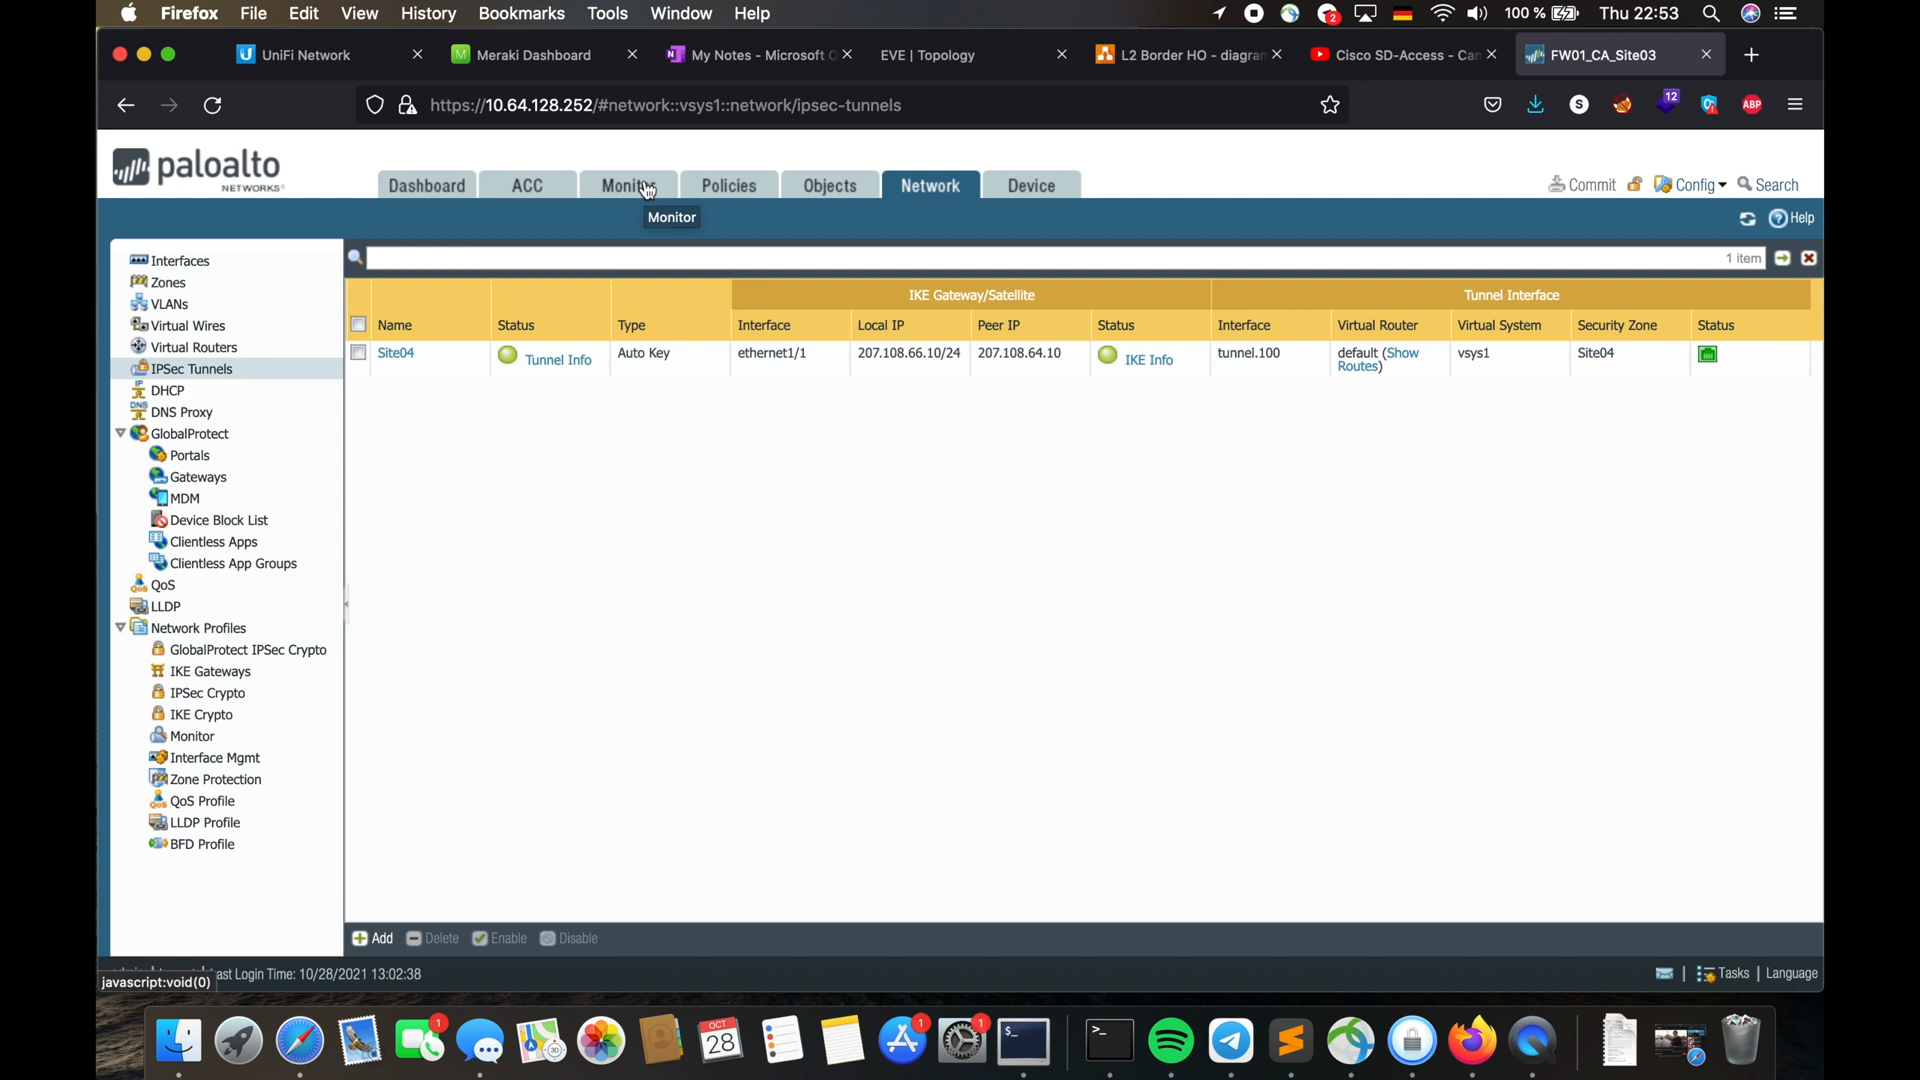 Firefox File Edit View History Bookmarks Tools Window Help 2 100 % Thu 22:53
UniFi Network Meraki Dashboard My Notes - Microsoft O EVE | Topology L2 Border HO - diagram Cisco SD-Access - Can FW01_CA_Site03
https://10.64.128.252/#network::vsys1::network/ipsec-tunnels S 12 ABP
paloalto
NETWORKS
Dashboard ACC Monitor Policies Objects Network Device Commit Config Search
Monitor Help
1 item
Interfaces
Zones
VLANs
Virtual Wires
Virtual Routers
IPSec Tunnels
DHCP
DNS Proxy
GlobalProtect
Portals
Gateways
MDM
Device Block List
Clientless Apps
Clientless App Groups
QoS
LLDP
Network Profiles
GlobalProtect IPSec Crypto
IKE Gateways
IPSec Crypto
IKE Crypto
Monitor
Interface Mgmt
Zone Protection
QoS Profile
LLDP Profile
BFD Profile
IKE Gateway/Satellite Tunnel Interface
Name Status Type Interface Local IP Peer IP Status Interface Virtual Router Virtual System Security Zone Status
Site04 Tunnel Info Auto Key ethernet1/1 207.108.66.10/24 207.108.64.10 IKE Info tunnel.100 default (Show Routes) vsys1 Site04
Add Delete Enable Disable
ast Login Time: 10/28/2021 13:02:38 Tasks | Language
javascript:void(0)
1 OCT 28 1 1